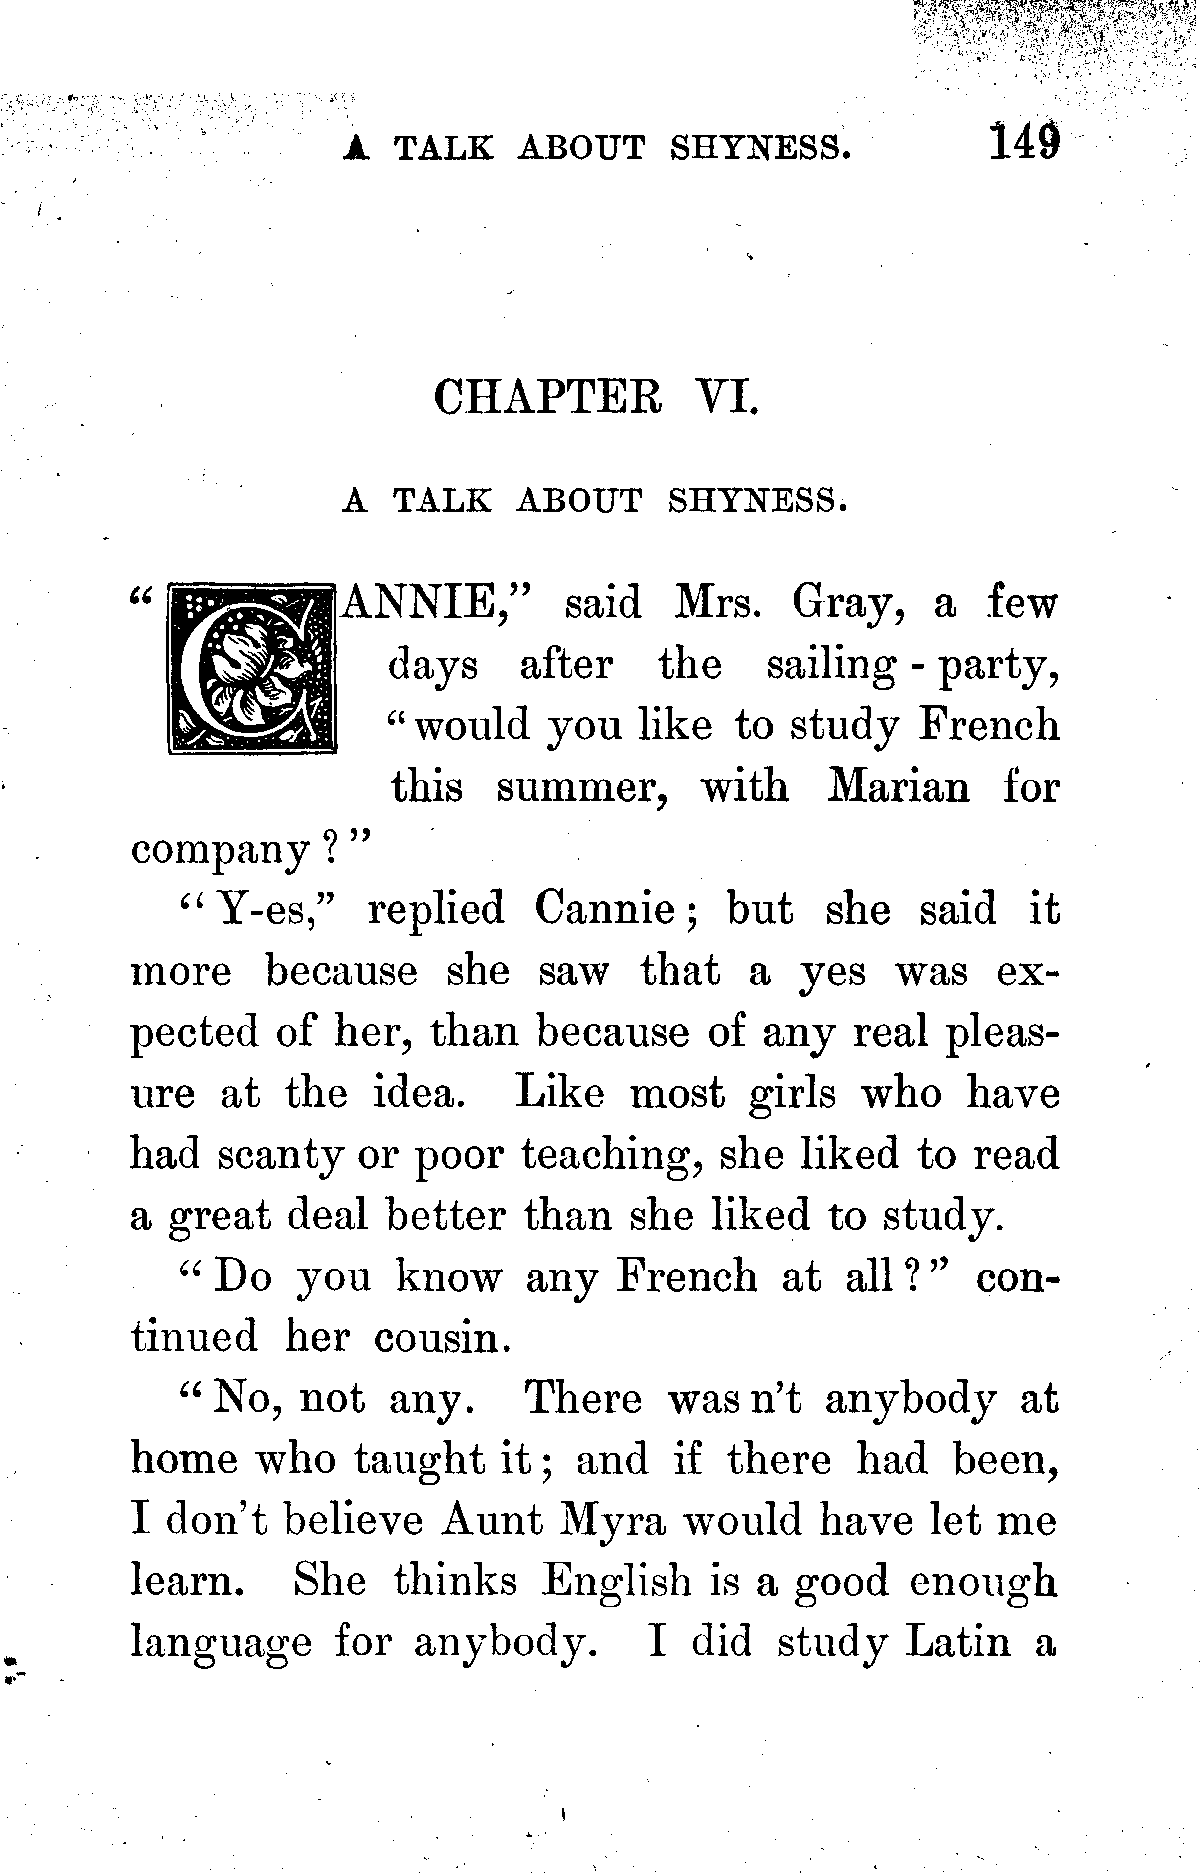 A TALK ABOUT SHYNESS. 149
CHAPTER VI.
A TALK ABOUT SHYNESS.
“CANNIE,” said Mrs. Gray, a few
days after the sailing-party,
“would you like to study French
this summer, with Marian for
company?”
“Y-es,” replied Cannie; but she said it
more because she saw that a yes was ex-
pected of her, than because of any real pleas-
ure at the idea. Like most girls who have
had scanty or poor teaching, she liked to read
a great deal better than she liked to study.
“Do you know any French at all?” con-
tinued her cousin.
“No, not any. There was n't anybody at
home who taught it; and if there had been,
I don't believe Aunt Myra would have let me
learn. She thinks English is a good enough
language for anybody. I did study Latin a